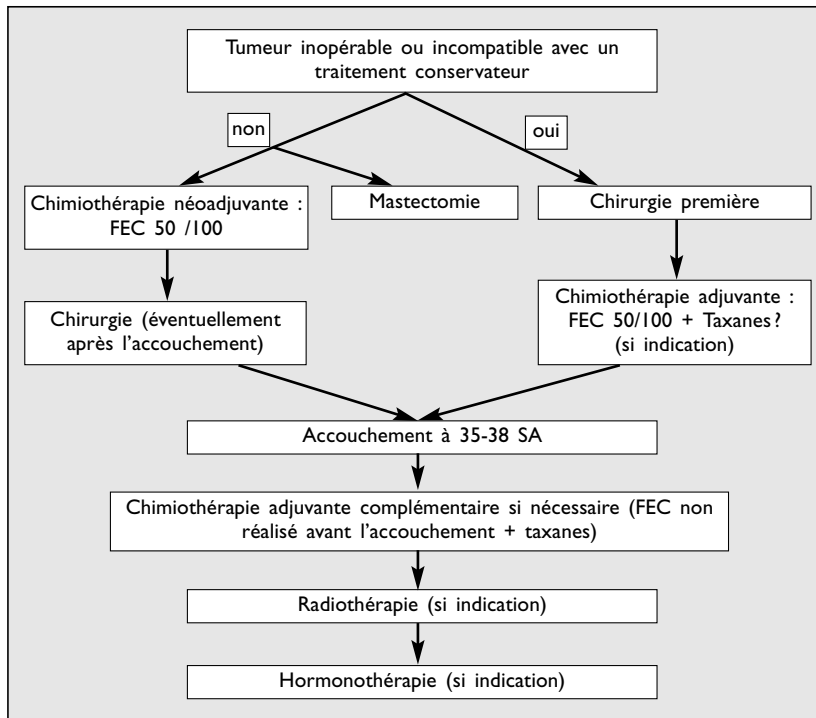 Tumeur inopérable ou incompatible avec un
traitement conservateur
non
oui
Chimiothérapie néoadjuvante :
FEC 50 /100
Mastectomie
Chirurgie première
Chirurgie (éventuellement
après l'accouchement)
Chimiothérapie adjuvante :
FEC 50/100 + Taxanes ?
(si indication)
Accouchement à 35-38 SA
Chimiothérapie adjuvante complémentaire si nécessaire (FEC non
réalisé avant l'accouchement + taxanes)
Radiothérapie (si indication)
Hormonothérapie (si indication)